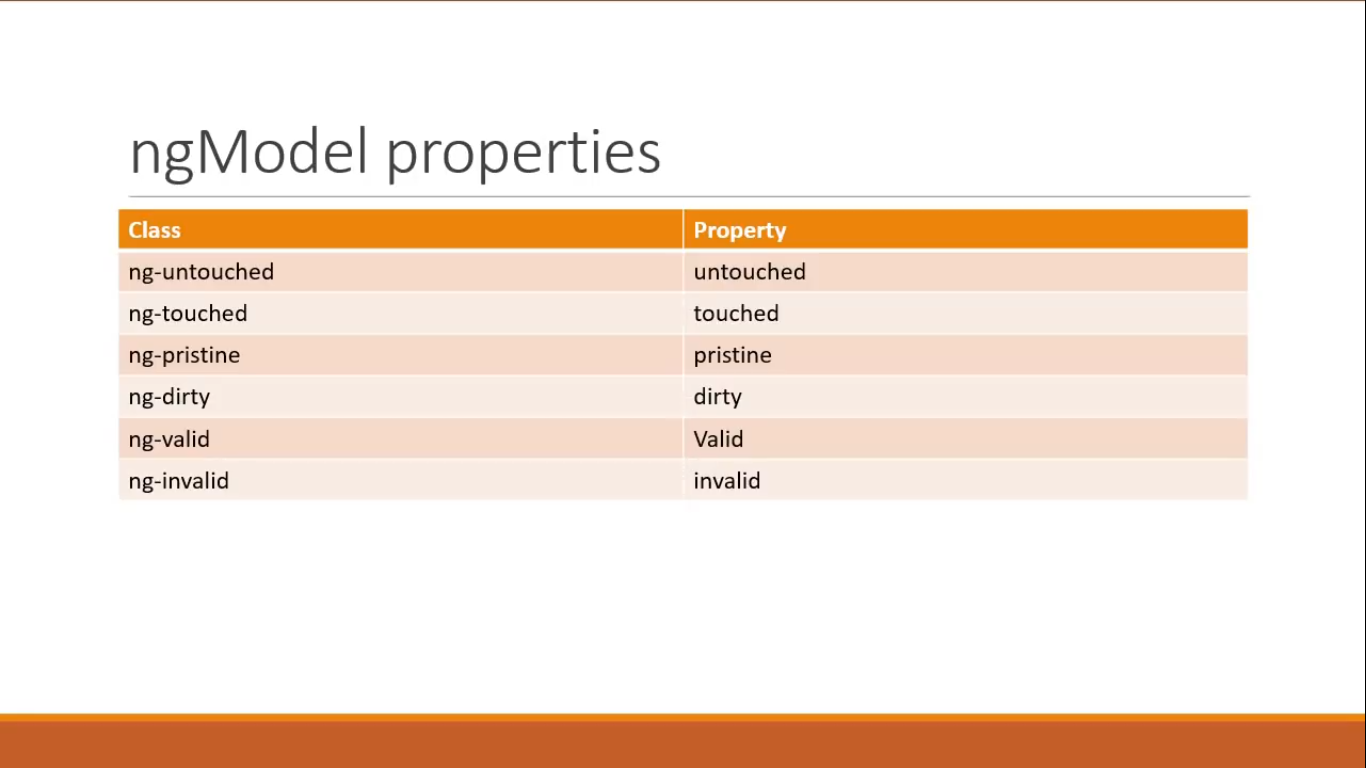 ngModel properties
Class Property
ng-untouched untouched
ng-touched touched
ng-pristine pristine
ng-dirty dirty
ng-valid Valid
ng-invalid invalid